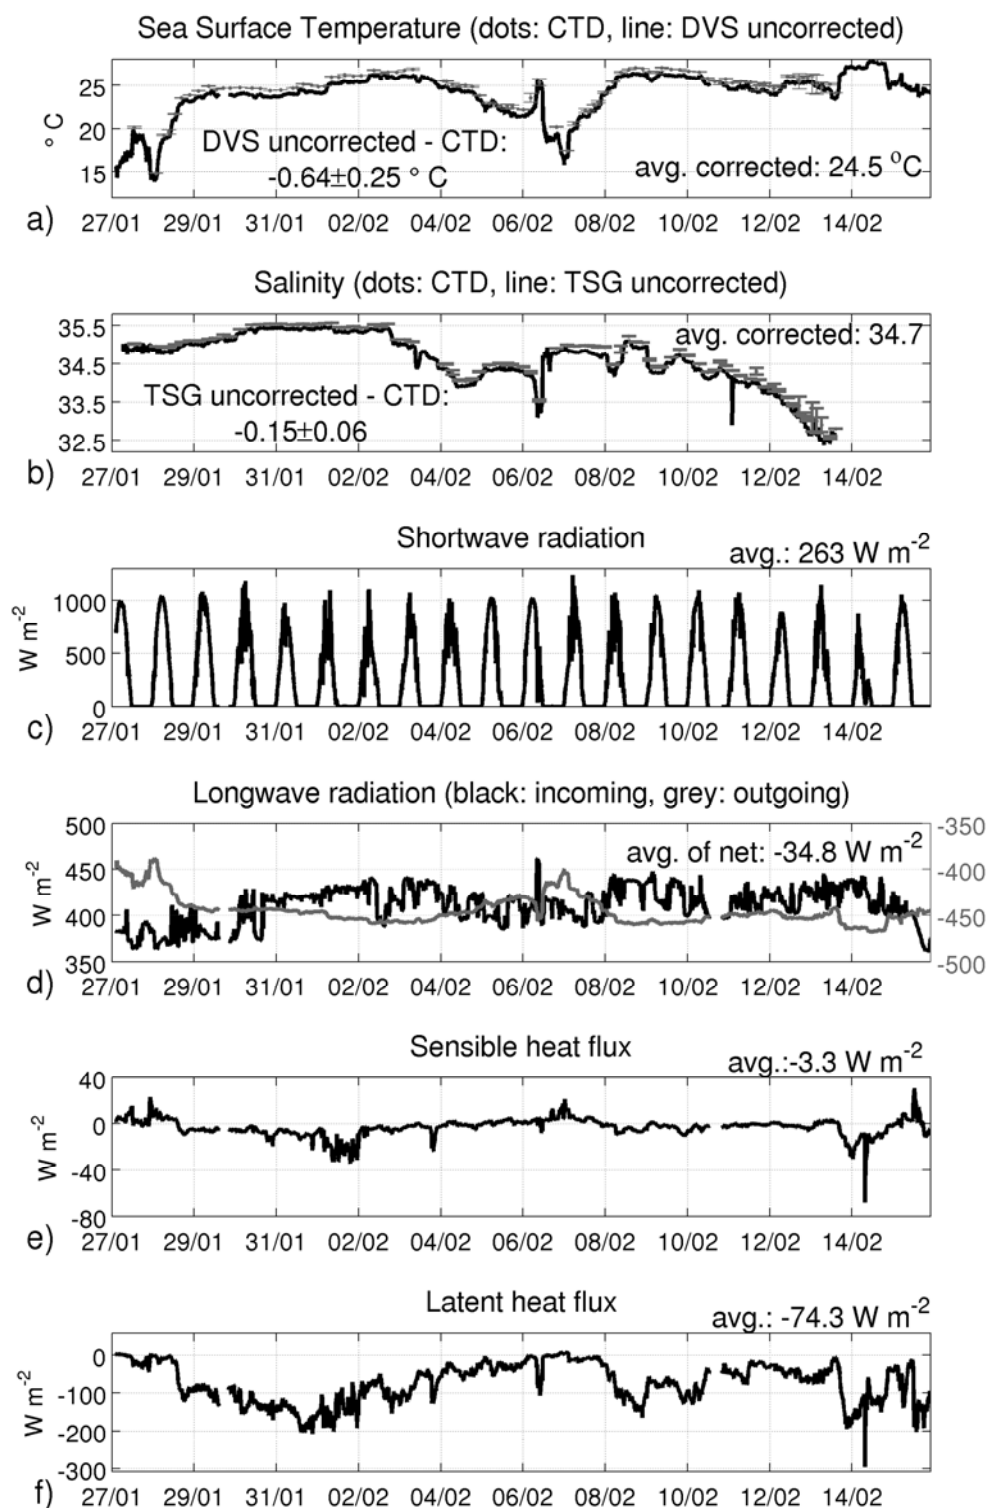 Sea Surface Temperature (dots: CTD, line: DVS uncorrected)
25
20
15
° C
DVS uncorrected - CTD:
-0.64±0.25 ° C
avg. corrected: 24.5 °C
a)
27/01 29/01 31/01 02/02 04/02 06/02 08/02 10/02 12/02 14/02
Salinity (dots: CTD, line: TSG uncorrected)
35.5
34.5
33.5
32.5
avg. corrected: 34.7
TSG uncorrected - CTD:
-0.15±0.06
b)
27/01 29/01 31/01 02/02 04/02 06/02 08/02 10/02 12/02 14/02
Shortwave radiation
avg.: 263 W m-2
1000
500
0
W m-2
c)
27/01 29/01 31/01 02/02 04/02 06/02 08/02 10/02 12/02 14/02
Longwave radiation (black: incoming, grey: outgoing)
500
450
400
350
W m-2
avg. of net: -34.8 W m-2
-350
-400
-450
-500
d)
27/01 29/01 31/01 02/02 04/02 06/02 08/02 10/02 12/02 14/02
Sensible heat flux
avg.:-3.3 W m-2
40
0
-40
-80
W m-2
e)
27/01 29/01 31/01 02/02 04/02 06/02 08/02 10/02 12/02 14/02
Latent heat flux
avg.: -74.3 W m-2
0
-100
-200
-300
W m-2
f)
27/01 29/01 31/01 02/02 04/02 06/02 08/02 10/02 12/02 14/02